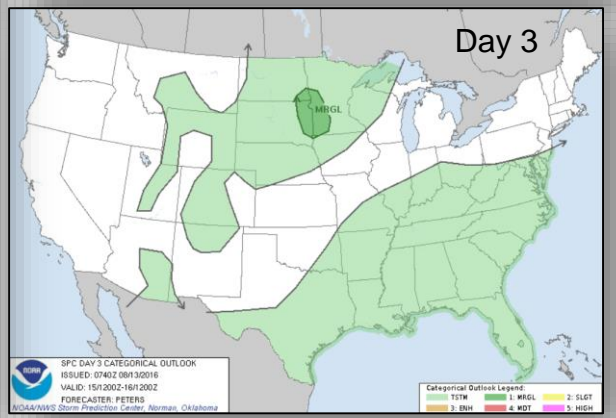 Day 3
MRGL
NOAA
SPC DAY 3 CATEGORICAL OUTLOOK
ISSUED: 0740Z 08/13/2016
VALID: 15/1200Z-16/1200Z
FORECASTER: PETERS
NOAA/NWS Storm Prediction Center, Norman, Oklahoma
Categorical Outlook Legend:
TSTM 1: MRGL 2: SLGT
3: ENH 4: MDT 5: HIGH